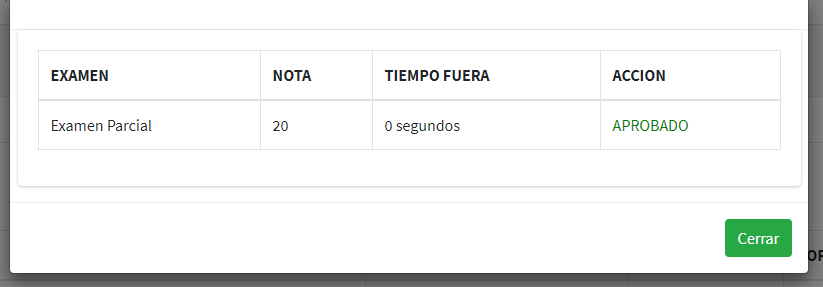 EXAMEN NOTA TIEMPO FUERA ACCION
Examen Parcial 20 0 segundos APROBADO
Cerrar